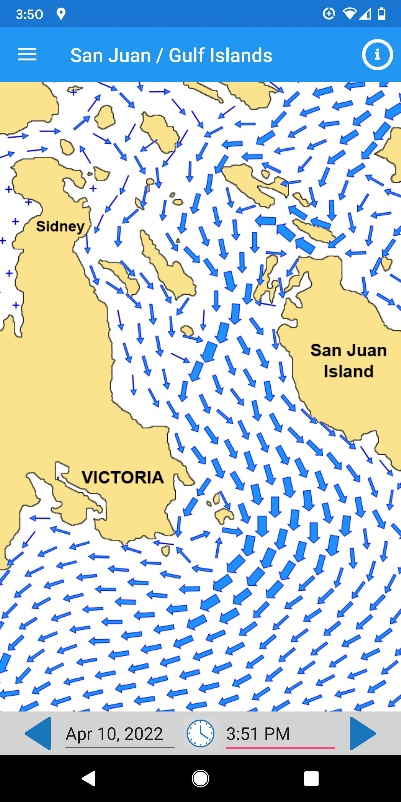 3:50
San Juan / Gulf Islands
Sidney
San Juan
Island
VICTORIA
Apr 10, 2022
3:51 PM